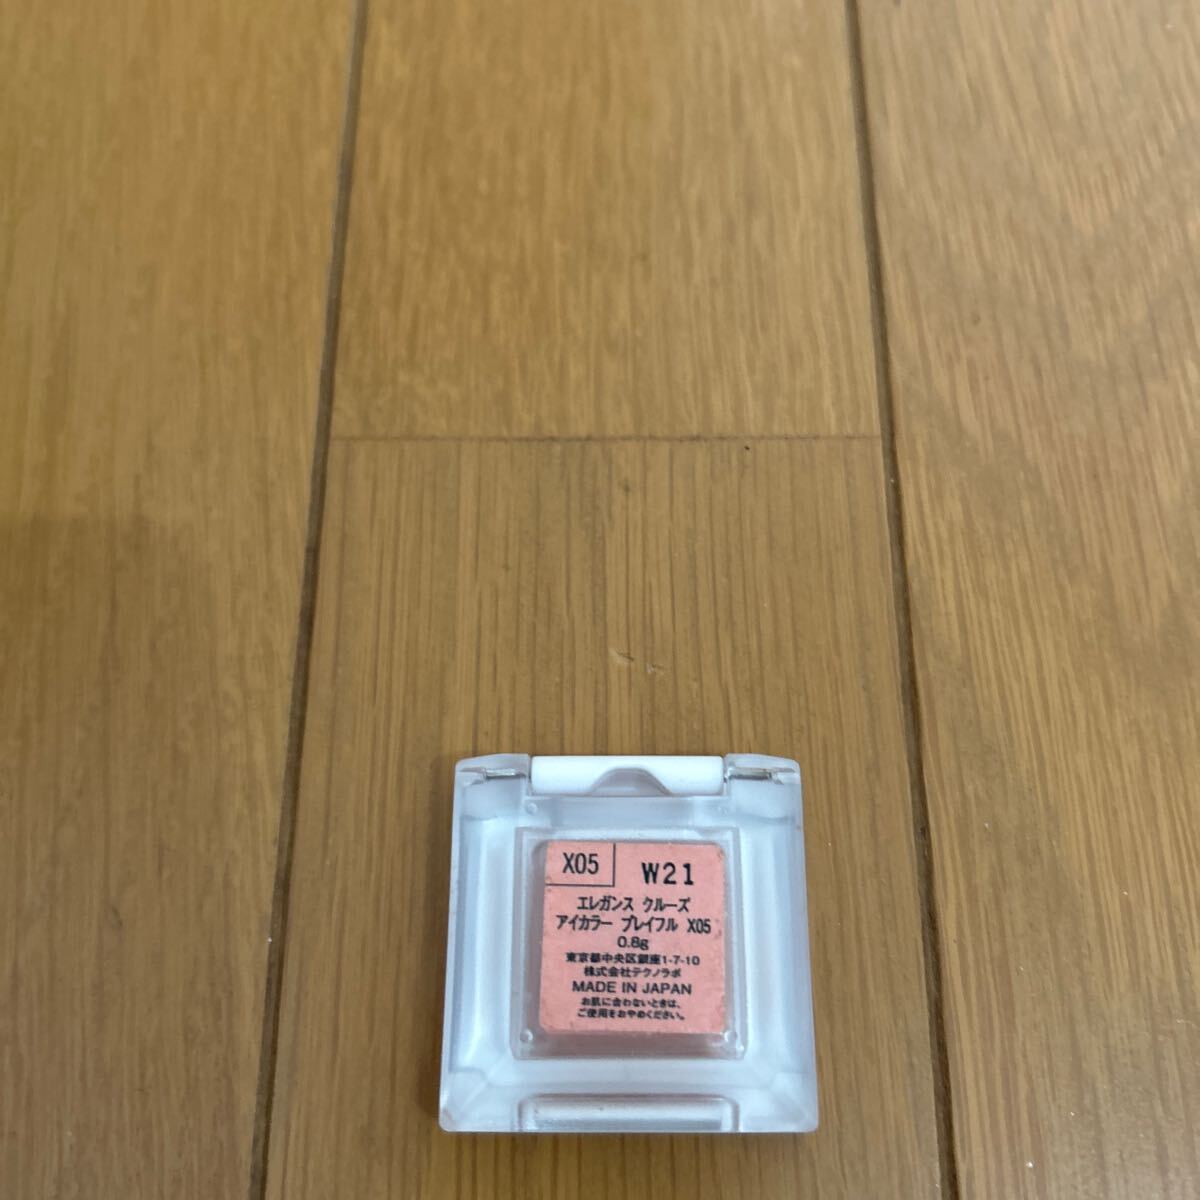 X05 W21
エレガンス クルーズ
アイカラー プレイフル X05
0.8g
東京都中央区銀座1-7-10
株式会社テクノラボ
MADE IN JAPAN
お肌に合わないときは、
ご使用をおやめください。